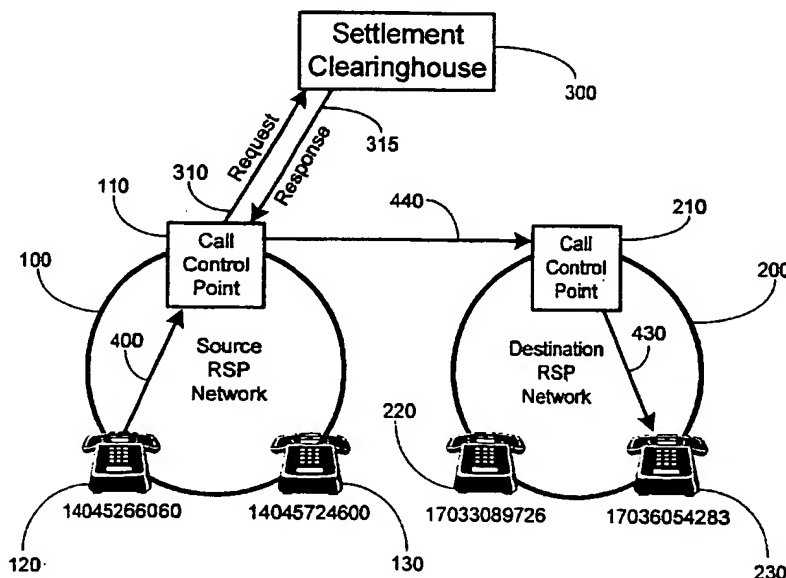 Settlement
Clearinghouse
300
Request
Response
315
310
110
440
210
Call
Control
Point
Call
Control
Point
100
200
400
Source
RSP
Network
Destination
RSP
Network
430
220
14045266060
14045724600
17033089726
17036054283
120
130
230